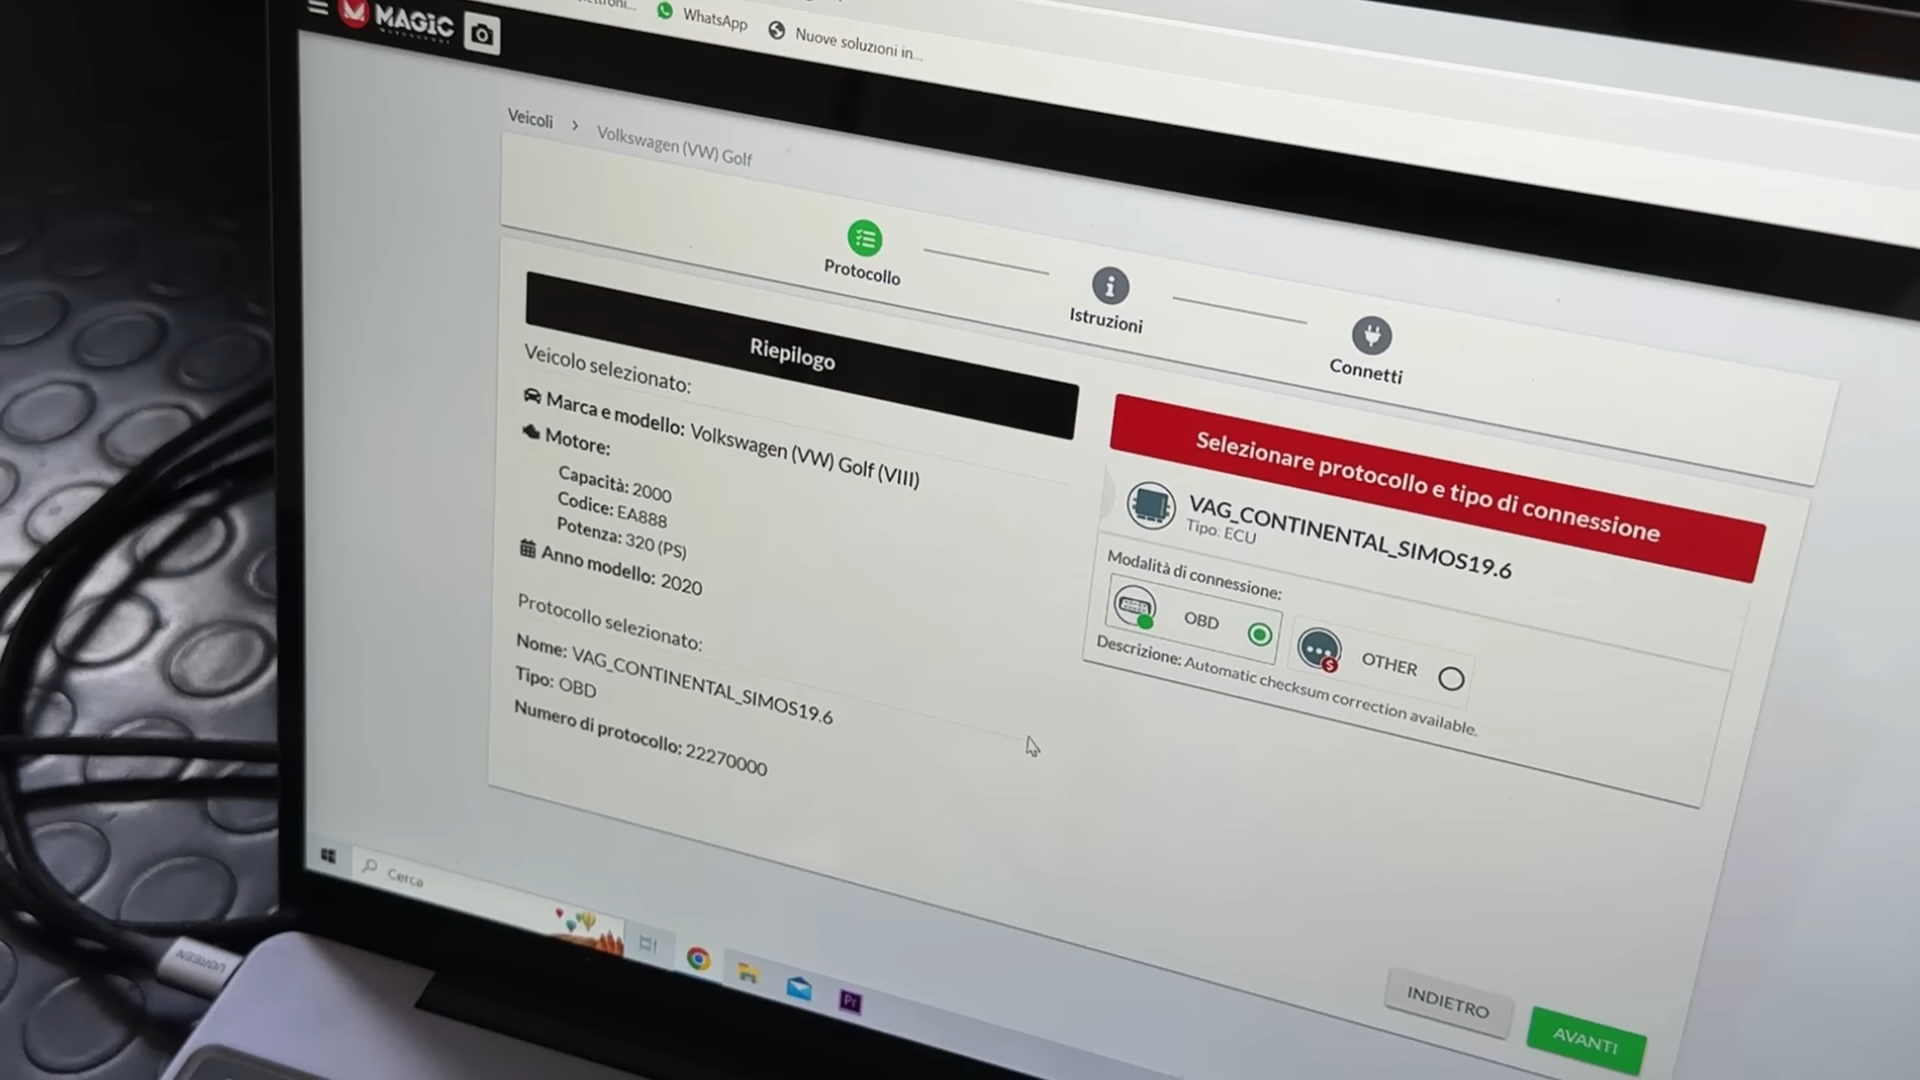 MAGIC
WhatsApp
Nuove soluzioni in...
Veicoli > Volkswagen (VW) Golf
Protocollo
Istruzioni
Connetti
Riepilogo
Veicolo selezionato:
Marca e modello: Volkswagen (VW) Golf (VIII)
Motore:
Capacità: 2000
Codice: EA888
Potenza: 320 (PS)
Anno modello: 2020
Protocollo selezionato:
Nome: VAG_CONTINENTAL_SIMOS19.6
Tipo: OBD
Numero di protocollo: 22270000
Selezionare protocollo e tipo di connessione
VAG_CONTINENTAL_SIMOS19.6
Tipo: ECU
Modalità di connessione:
OBD
OTHER
Descrizione: Automatic checksum correction available.
INDIETRO
AVANTI
Cerca
Pr
UGREEN